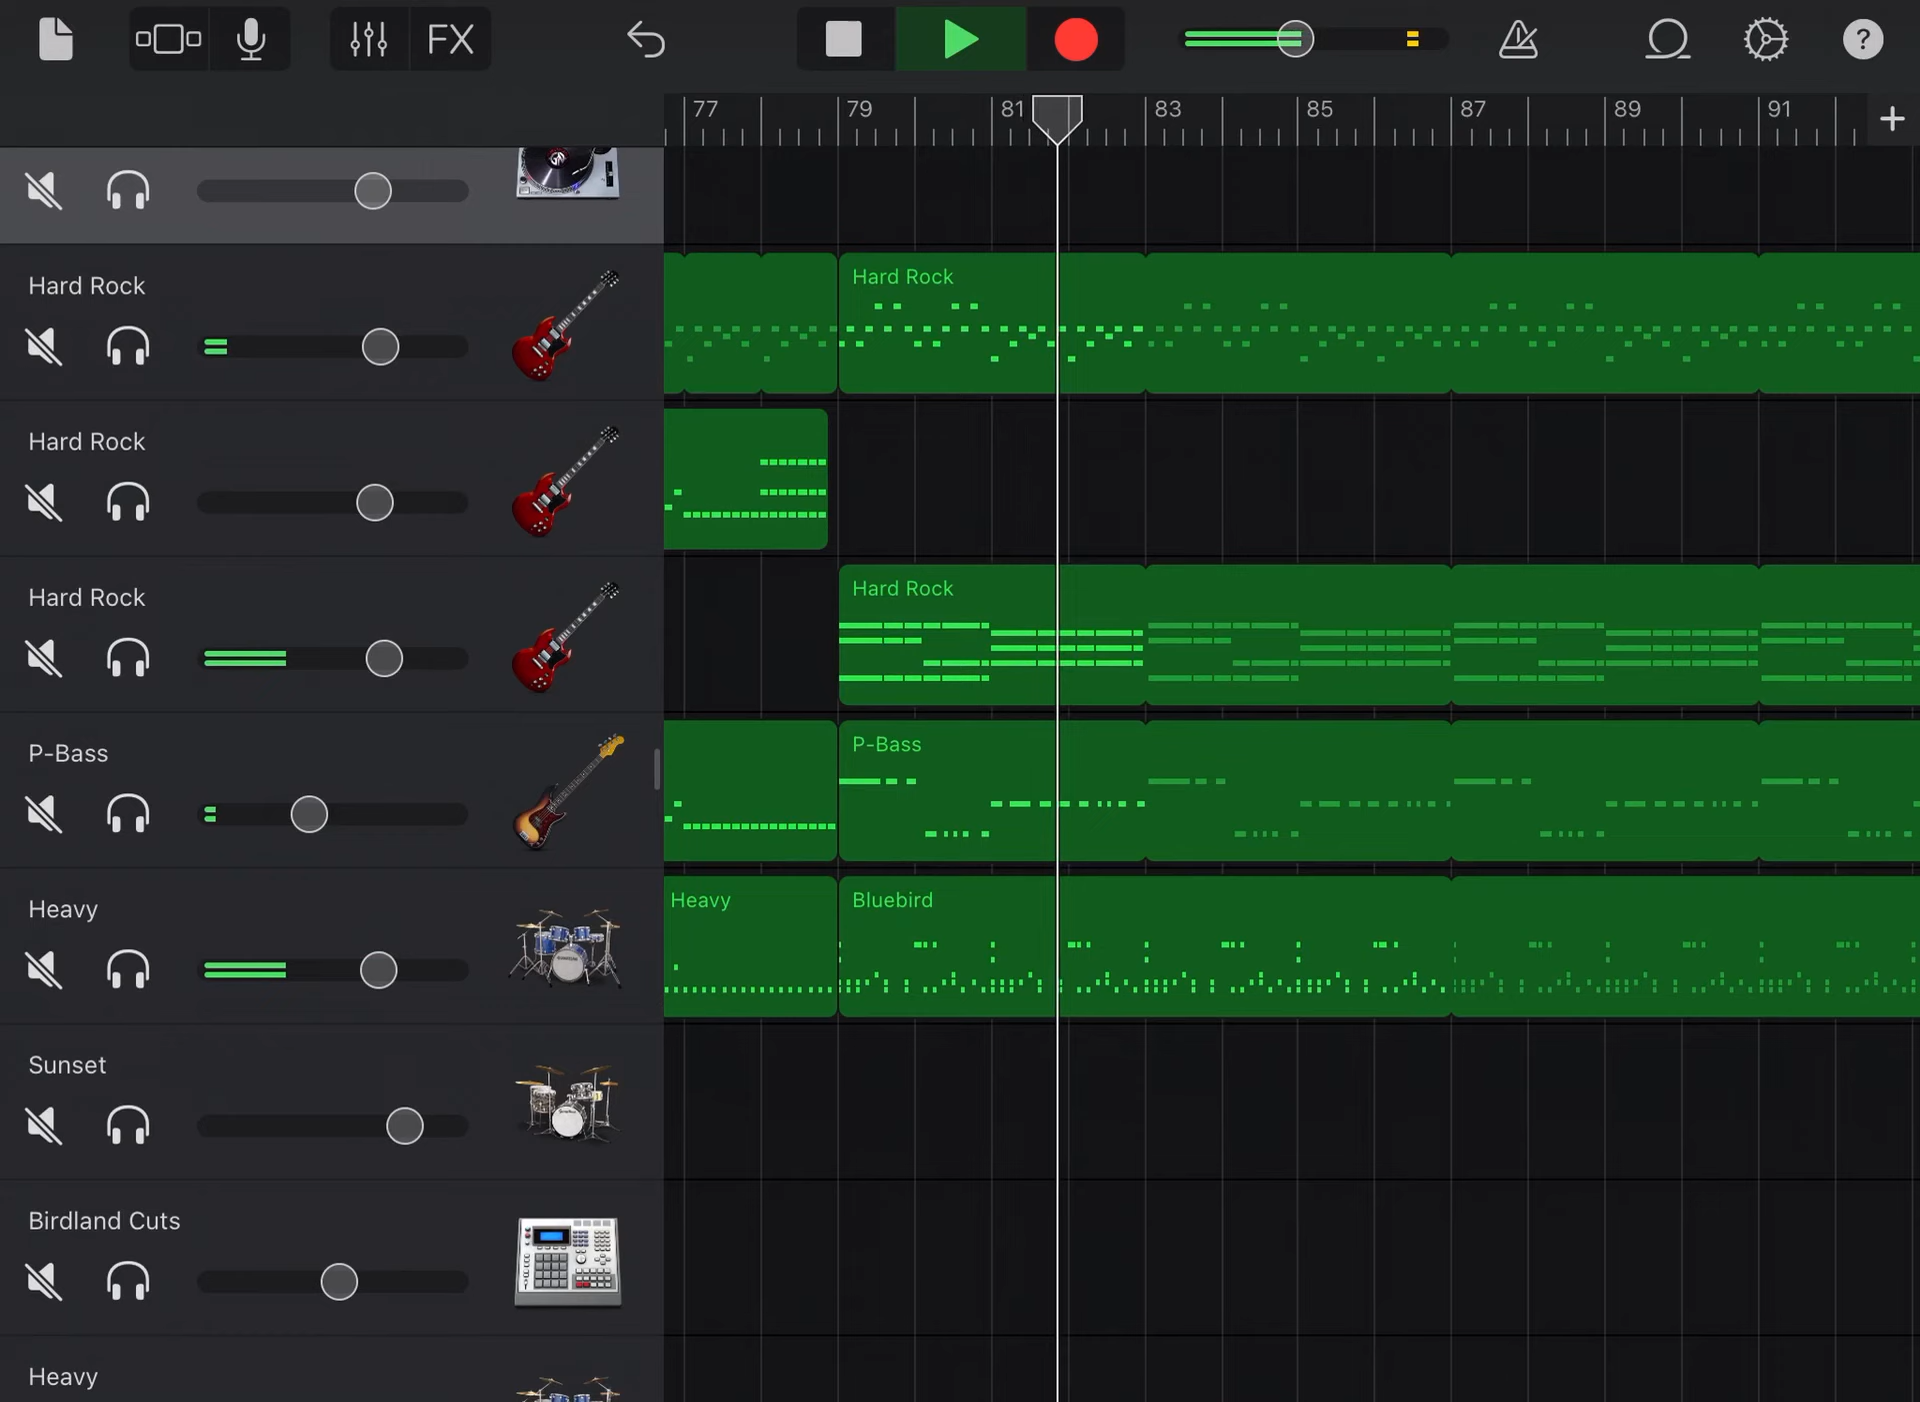 FX
?
77 79 81 83 85 87 89 91 +
Hard Rock
Hard Rock
Hard Rock
Hard Rock
Hard Rock
P-Bass
P-Bass
Heavy
Heavy
Bluebird
Sunset
Birdland Cuts
Heavy